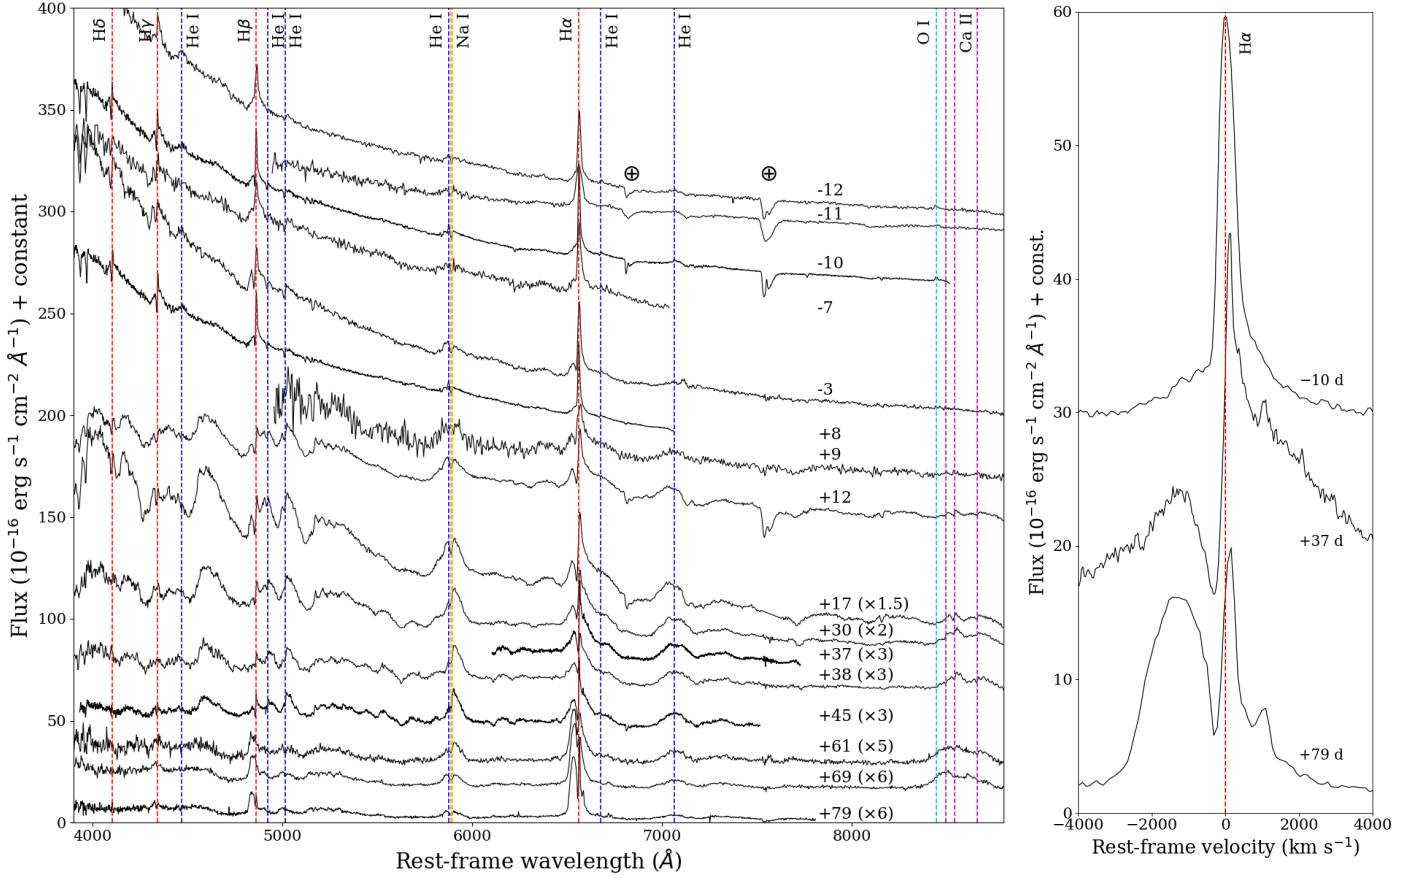 400
350
300
250
200
150
100
50
0
Flux (10⁻¹⁶ erg s⁻¹ cm⁻² Å⁻¹) + constant
Hδ
Hγ
He I
Hβ
He I
He I
He I
Na I
Hα
He I
He I
O I
Ca II
⊕
⊕
-12
-11
-10
-7
-3
+8
+9
+12
+17 (×1.5)
+30 (×2)
+37 (×3)
+38 (×3)
+45 (×3)
+61 (×5)
+69 (×6)
+79 (×6)
4000 5000 6000 7000 8000
Rest-frame wavelength (Å)
60
50
40
30
20
10
0
Flux (10⁻¹⁶ erg s⁻¹ cm⁻² Å⁻¹) + const.
Hα
−10 d
+37 d
+79 d
−4000 −2000 0 2000 4000
Rest-frame velocity (km s⁻¹)